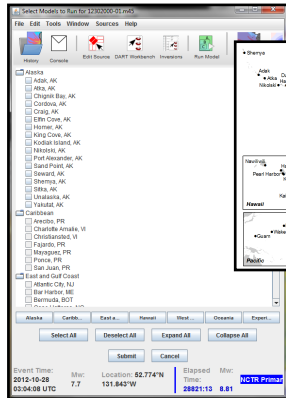 Select Models to Run for 12302000-01.m45
File Edit Tools Window Sources Help
History Console Edit Source DART Workbench Inversions Run Model
Alaska
Adak, AK
Atka, AK
Chignik Bay, AK
Cordova, AK
Craig, AK
Elfin Cove, AK
Homer, AK
King Cove, AK
Kodiak Island, AK
Nikolski, AK
Port Alexander, AK
Sand Point, AK
Seward, AK
Shemya, AK
Sitka, AK
Unalaska, AK
Yakutat, AK
Caribbean
Arecibo, PR
Charlotte Amalie, VI
Christiansted, VI
Fajardo, PR
Mayaguez, PR
Ponce, PR
San Juan, PR
East and Gulf Coast
Atlantic City, NJ
Bar Harbor, ME
Bermuda, BOT
Shemya
Adak
Atka
Nikolski
Nawiliwili
Pearl Harbor
Hawaii
Wake
Guam
Pacific
Alaska Caribb... East a... Hawaii West ... Oceania Expert...
Select All Deselect All Expand All Collapse All
Submit Cancel
Event Time: Mw: Location: 52.774°N Elapsed Mw:
2012-10-28 7.7 131.843°W Time: NCTR Primar
03:04:08 UTC 28821:13 8.81